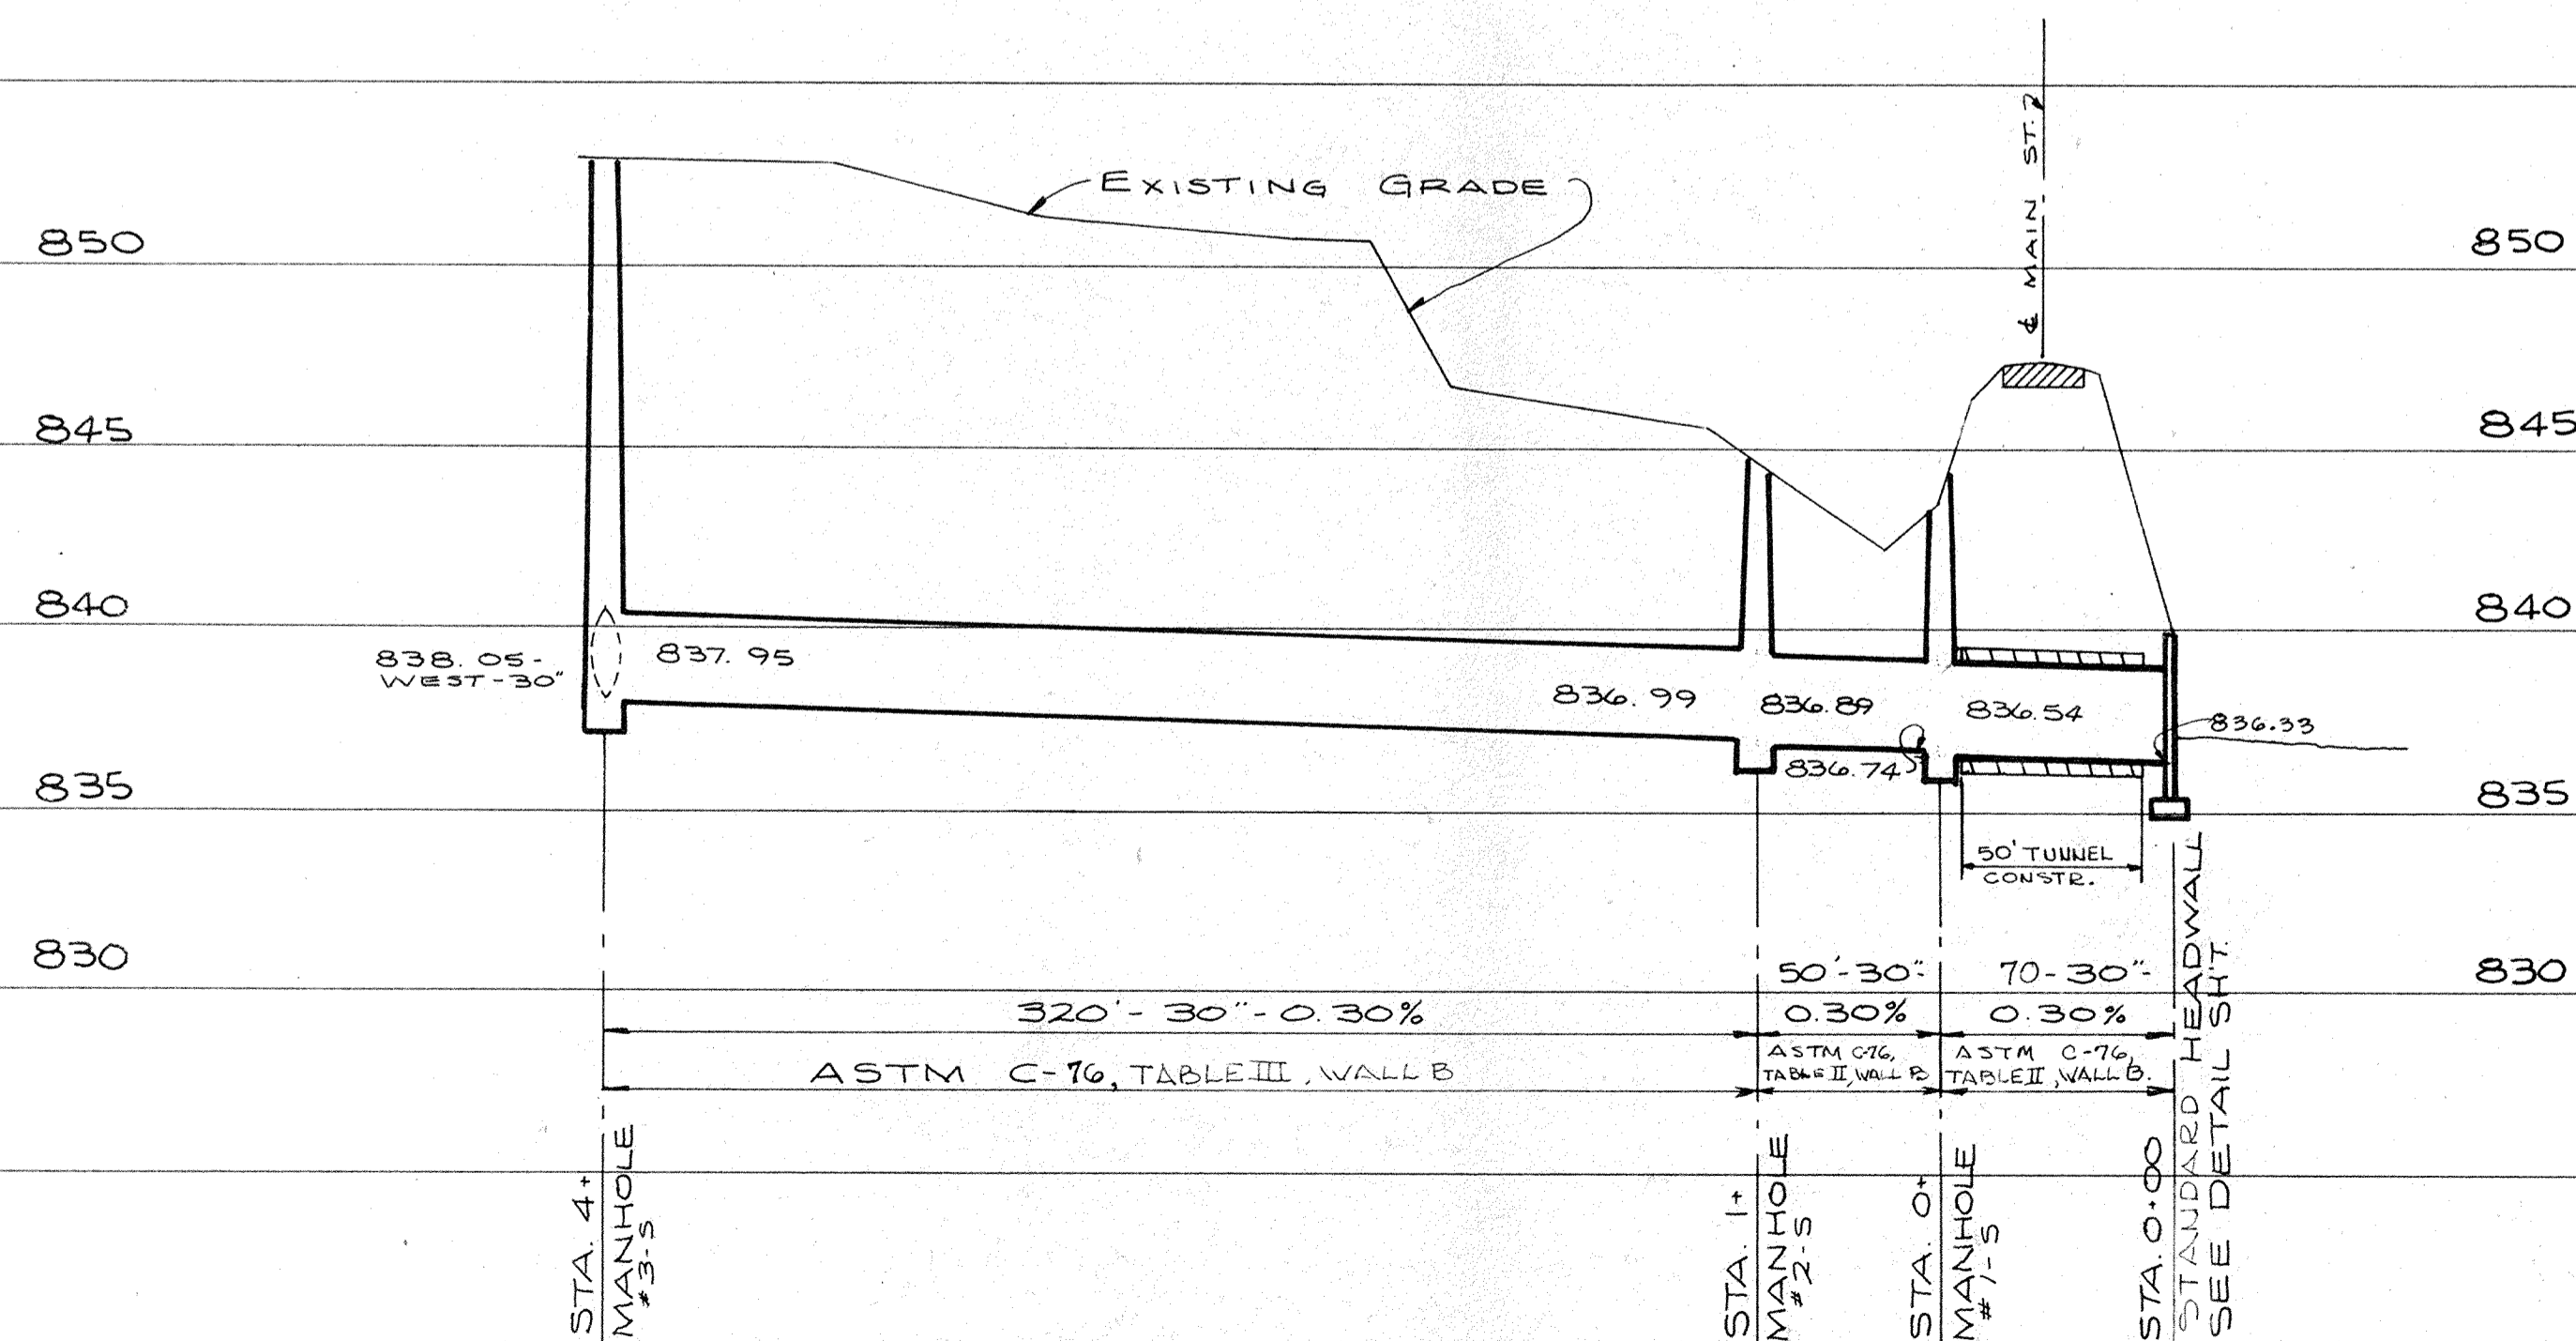 ℄ MAIN ST.
EXISTING GRADE
850
850
845
845
840
840
838.05-
WEST-30"
837.95
836.99
836.89
836.54
836.33
836.74
835
835
50' TUNNEL
CONSTR.
830
830
320'- 30"- 0.30%
50'-30"-
0.30%
70-30"-
0.30%
ASTM C-76, TABLE III, WALL B
ASTM C-76,
TABLE II, WALL B
ASTM C-76,
TABLE II, WALL B.
STA. 4+
MANHOLE
#3-S
STA. 1+
MANHOLE
#2-S
STA. 0+
MANHOLE
#1-S
STA. 0+00
STANDARD HEADWALL
SEE DETAIL SH'T.